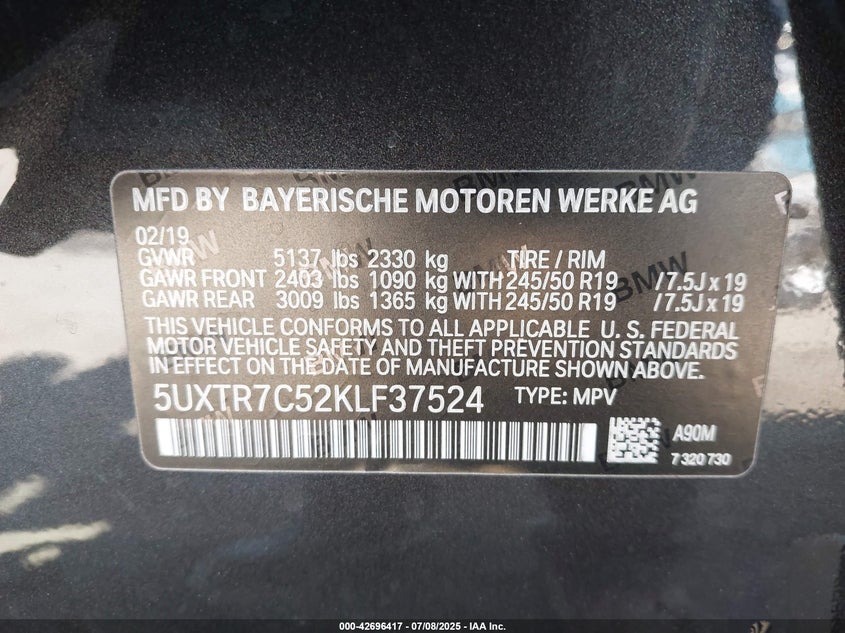 MFD BY BAYERISCHE MOTOREN WERKE AG
02/19
GVWR 5137 lbs 2330 kg TIRE / RIM
GAWR FRONT 2403 lbs 1090 kg WITH 245/50 R19 /7.5J x 19
GAWR REAR 3009 lbs 1365 kg WITH 245/50 R19 /7.5J x 19
THIS VEHICLE CONFORMS TO ALL APPLICABLE U. S. FEDERAL
MOTOR VEHICLE SAFETY AND THEFT PREVENTION STANDARDS
IN EFFECT ON THE DATE OF MANUFACTURE SHOWN ABOVE.
5UXTR7C52KLF37524 TYPE: MPV
A90M
7 320 730
000-42696417 - 07/08/2025 - IAA Inc.